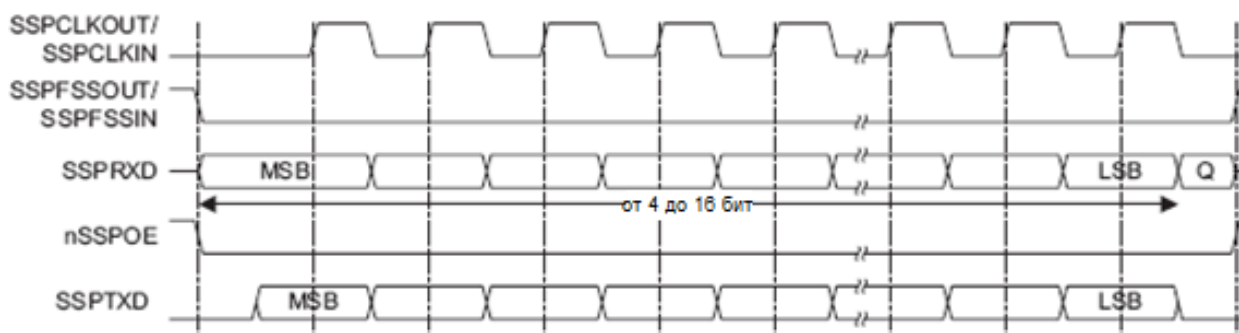 SSPCLKOUT/
SSPCLKIN
SSPFSSOUT/
SSPFSSIN
SSPRXD
MSB
LSB
Q
от 4 до 16 бит
nSSPOE
SSPTXD
MSB
LSB